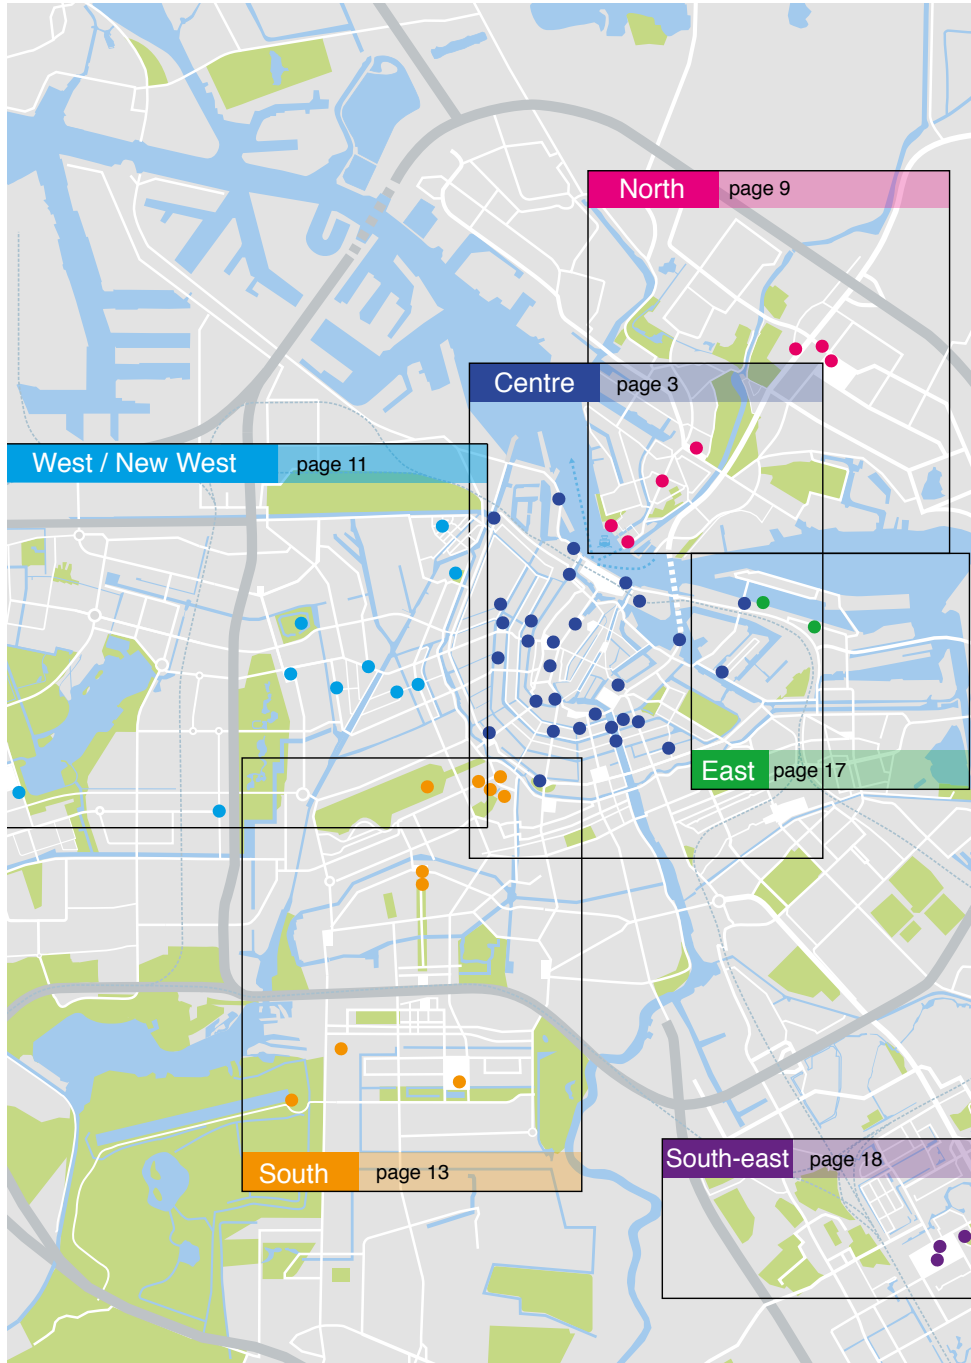 North page 9
Centre page 3
West / New West page 11
East page 17
South-east page 18
South page 13